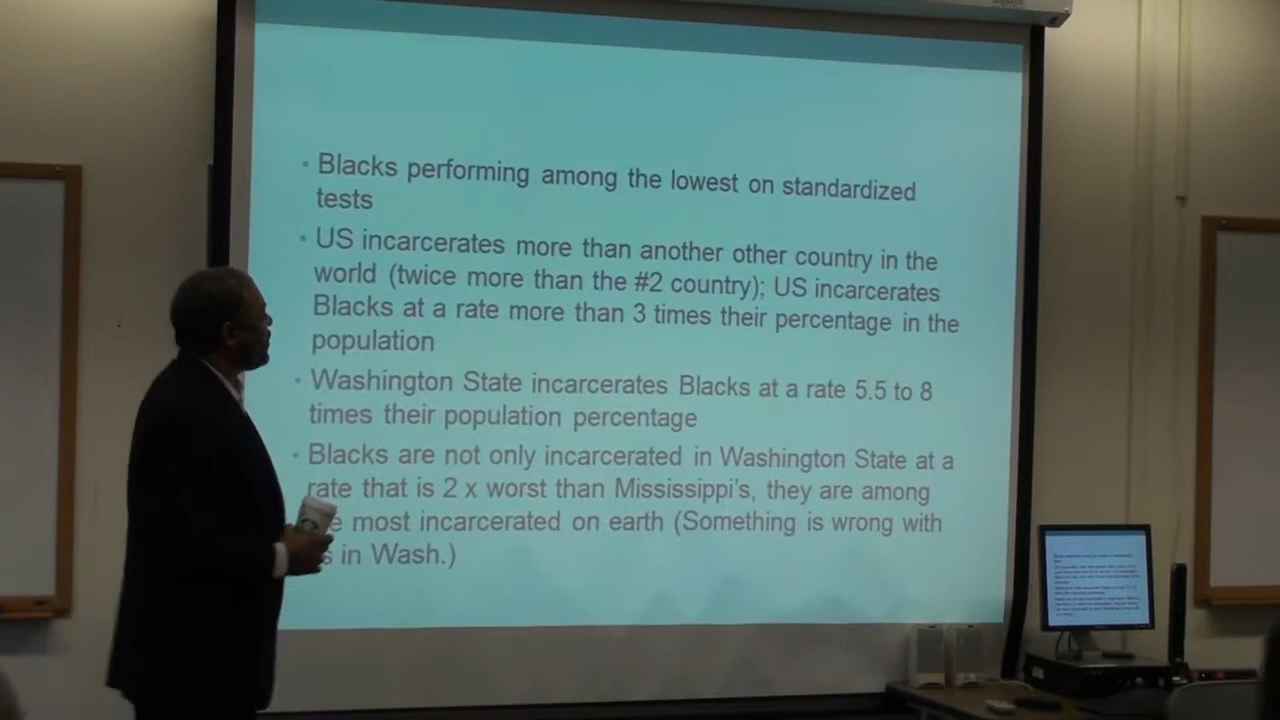 • Blacks performing among the lowest on standardized
tests
• US incarcerates more than another other country in the
world (twice more than the #2 country); US incarcerates
Blacks at a rate more than 3 times their percentage in the
population
• Washington State incarcerates Blacks at a rate 5.5 to 8
times their population percentage
• Blacks are not only incarcerated in Washington State at a
rate that is 2 x worst than Mississippi's, they are among
most incarcerated on earth (Something is wrong with
in Wash.)